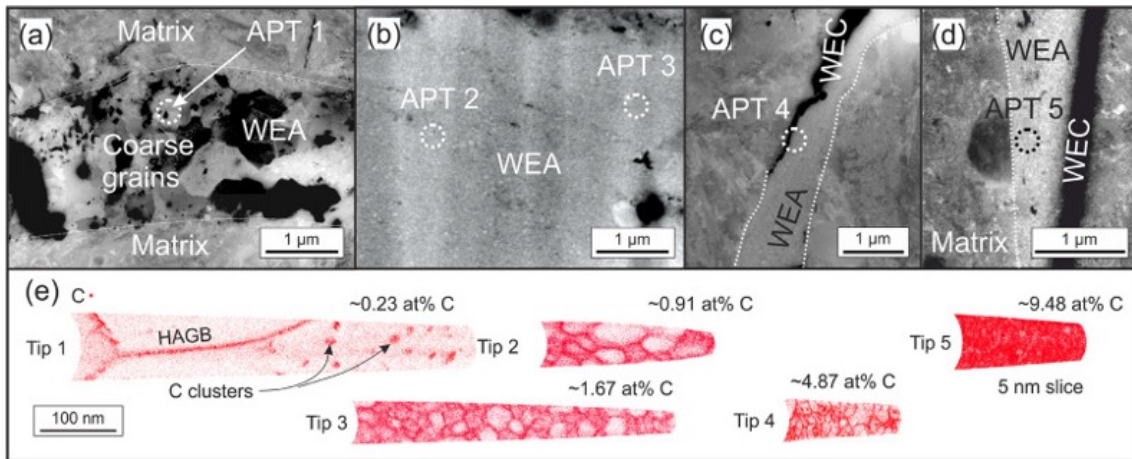 (a) Matrix APT 1
WEA
Coarse
grains
Matrix 1 µm
(b)
APT 2 APT 3
WEA
1 µm
(c) WEC
APT 4
WEA
1 µm
(d) WEA
APT 5
WEC
Matrix 1 µm
(e) C
~0.23 at% C ~0.91 at% C ~9.48 at% C
Tip 1 HAGB Tip 2 Tip 5
C clusters 5 nm slice
~1.67 at% C ~4.87 at% C
100 nm Tip 3 Tip 4